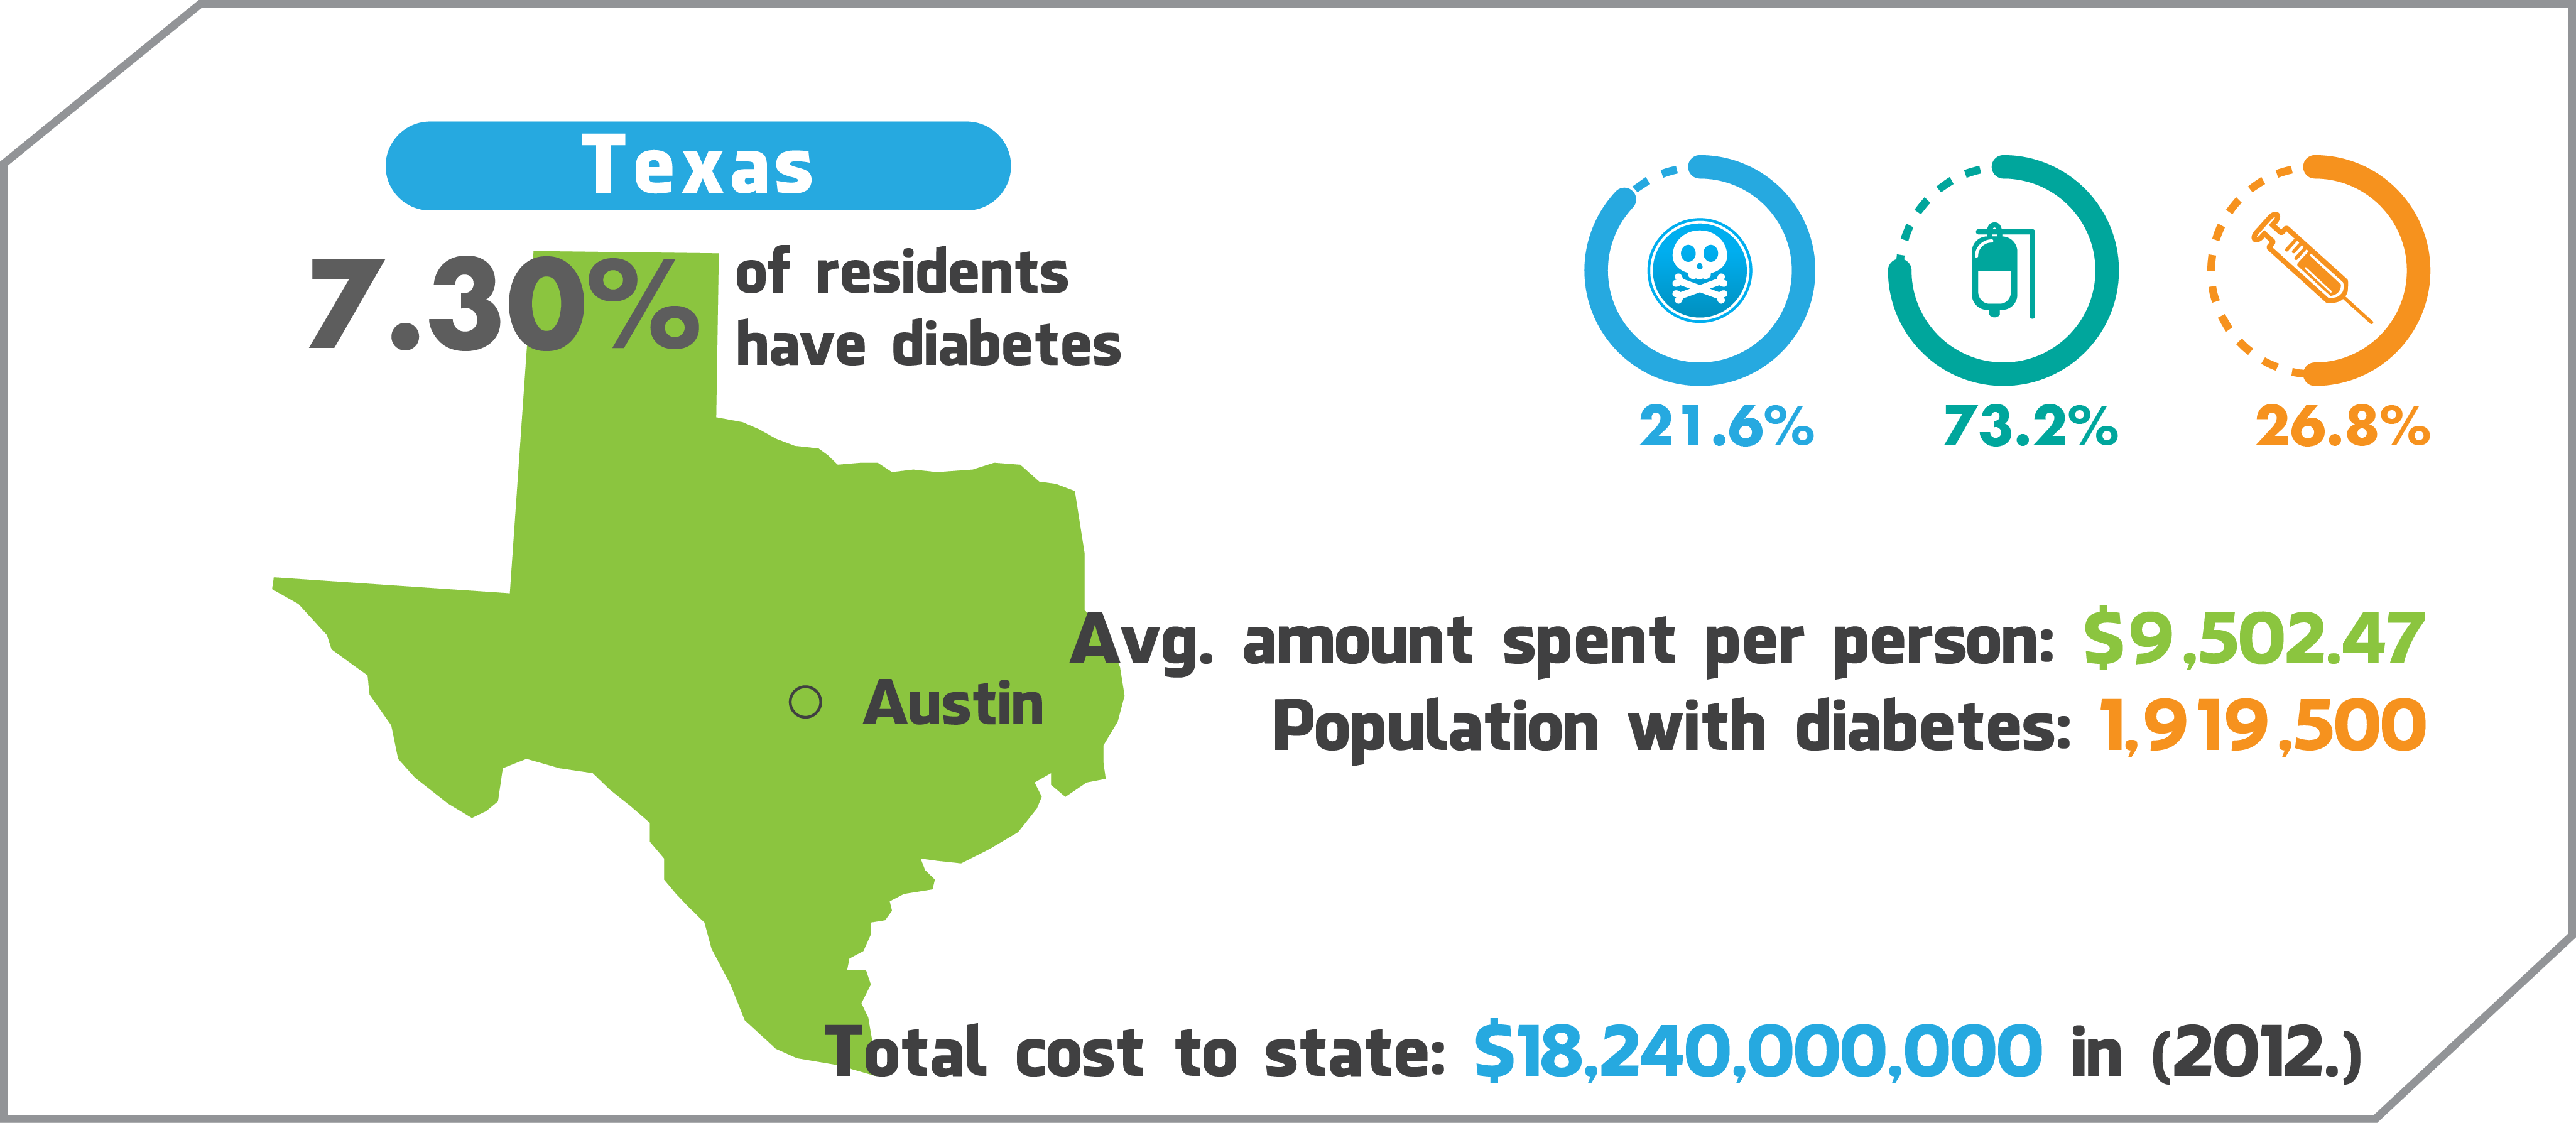 Texas
7.30%
of residents
have diabetes
21.6%
73.2%
26.8%
Avg. amount spent per person: $9,502.47
Austin
Population with diabetes: 1,919,500
Total cost to state: $18,240,000,000 in (2012.)